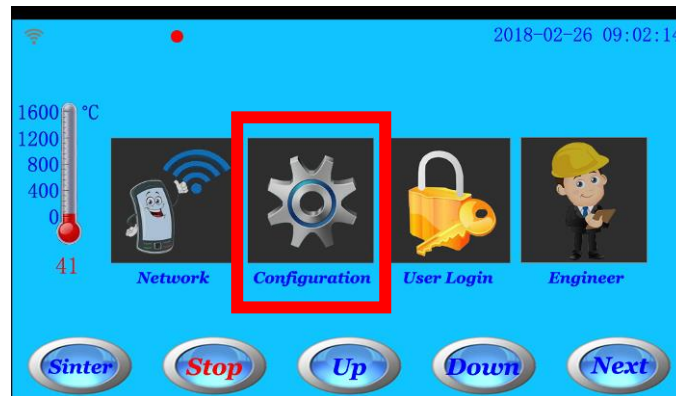 2018-02-26 09:02:14
1600 °C
1200
800
400
0
41
Network Configuration User Login Engineer
Sinter Stop Up Down Next